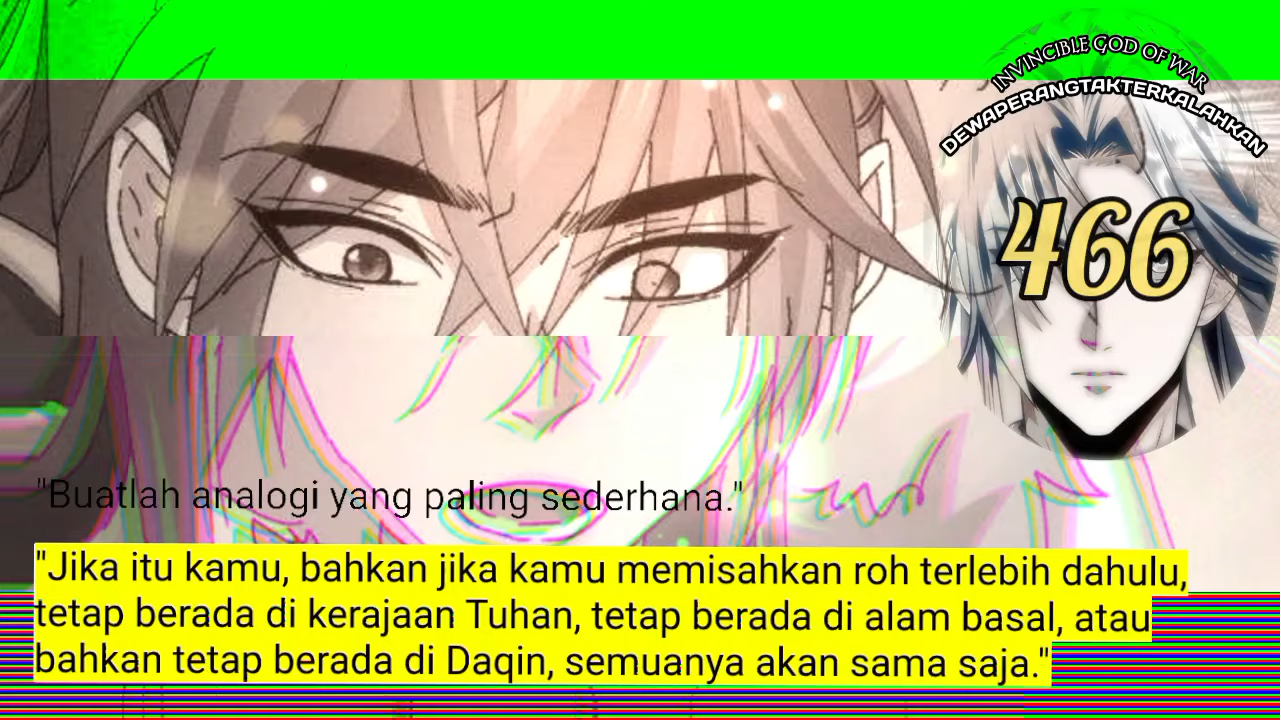 INVINCIBLE GOD OF WAR
DEWAPERANGTAKTERKALAHKAN
466
"Buatlah analogi yang paling sederhana."
"Jika itu kamu, bahkan jika kamu memisahkan roh terlebih dahulu,
tetap berada di kerajaan Tuhan, tetap berada di alam basal, atau
bahkan tetap berada di Daqin, semuanya akan sama saja."